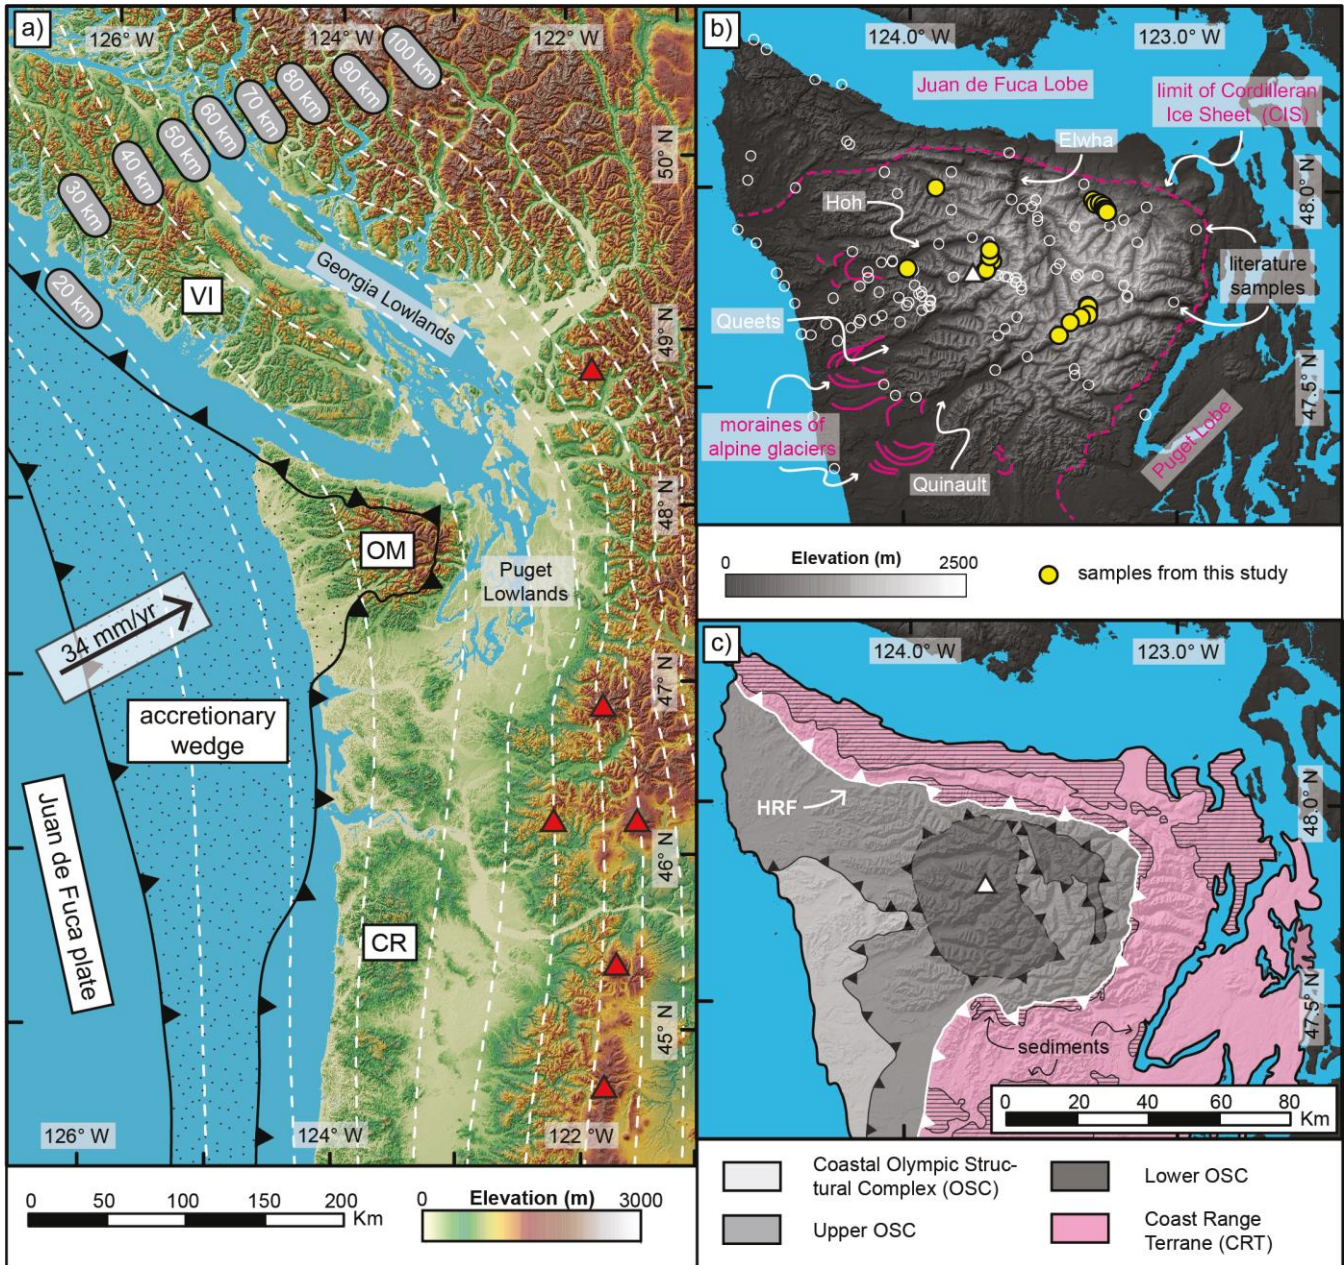 a)
126° W
124° W
122° W
100 km
90 km
80 km
70 km
60 km
50 km
40 km
30 km
20 km
50° N
49° N
48° N
47° N
46° N
45° N
VI
Georgia Lowlands
OM
Puget
Lowlands
34 mm/yr
accretionary
wedge
Juan de Fuca plate
CR
126° W
124° W
122 °W
0 50 100 150 200
Km
0 Elevation (m) 3000
b)
124.0° W
123.0° W
Juan de Fuca Lobe
limit of Cordilleran
Ice Sheet (CIS)
Elwha
48.0° N
Hoh
literature
samples
Queets
47.5° N
moraines of
alpine glaciers
Quinault
Puget Lobe
Elevation (m)
0 2500
samples from this study
c)
124.0° W
123.0° W
HRF
48.0° N
47.5° N
sediments
0 20 40 60 80
Km
Coastal Olympic Struc-
tural Complex (OSC)
Lower OSC
Upper OSC
Coast Range
Terrane (CRT)